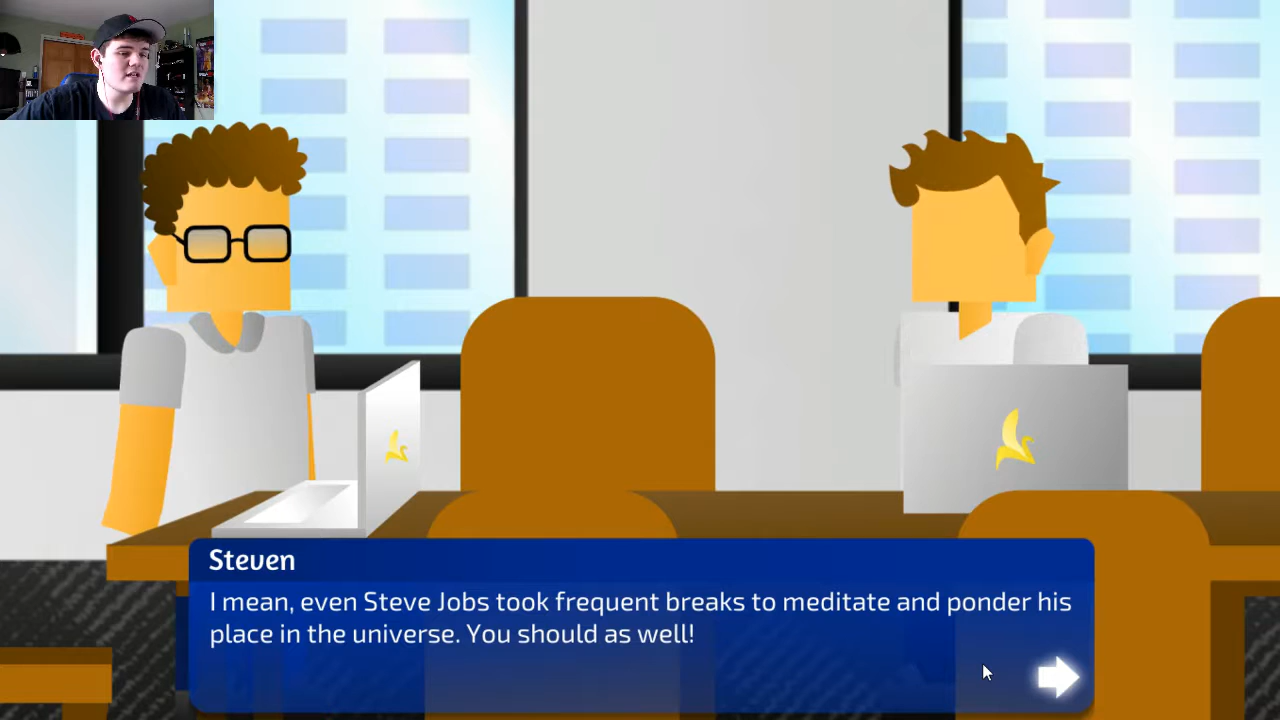 Steven
I mean, even Steve Jobs took frequent breaks to meditate and ponder his
place in the universe. You should as well!